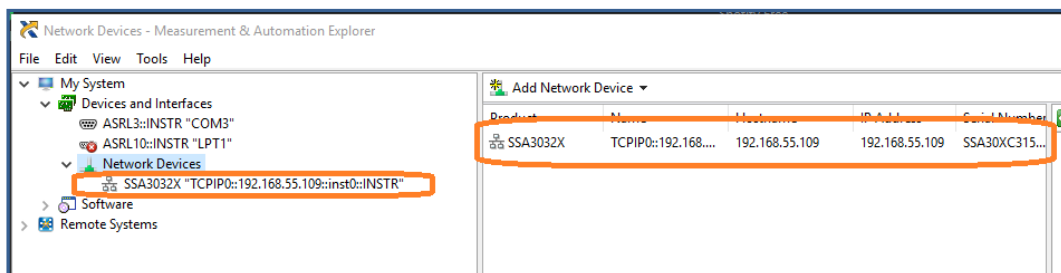 Network Devices - Measurement & Automation Explorer
File Edit View Tools Help
My System
Devices and Interfaces
ASRL3::INSTR "COM3"
ASRL10::INSTR "LPT1"
Network Devices
SSA3032X "TCPIP0::192.168.55.109::inst0::INSTR"
Software
Remote Systems
Add Network Device
Product Name Hostname IP Address Serial Number
SSA3032X TCPIP0::192.168.... 192.168.55.109 192.168.55.109 SSA30XC315...